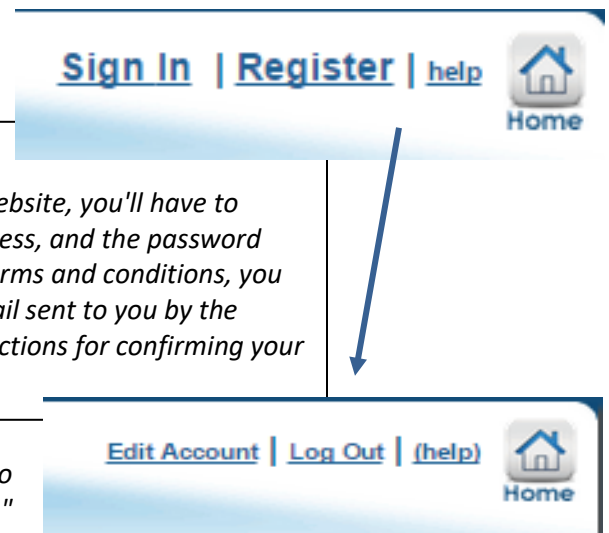 Sign In | Register | help
Home
ebsite, you'll have to
ess, and the password
rms and conditions, you
ail sent to you by the
ctions for confirming your
Edit Account | Log Out | (help)
Home
o
"